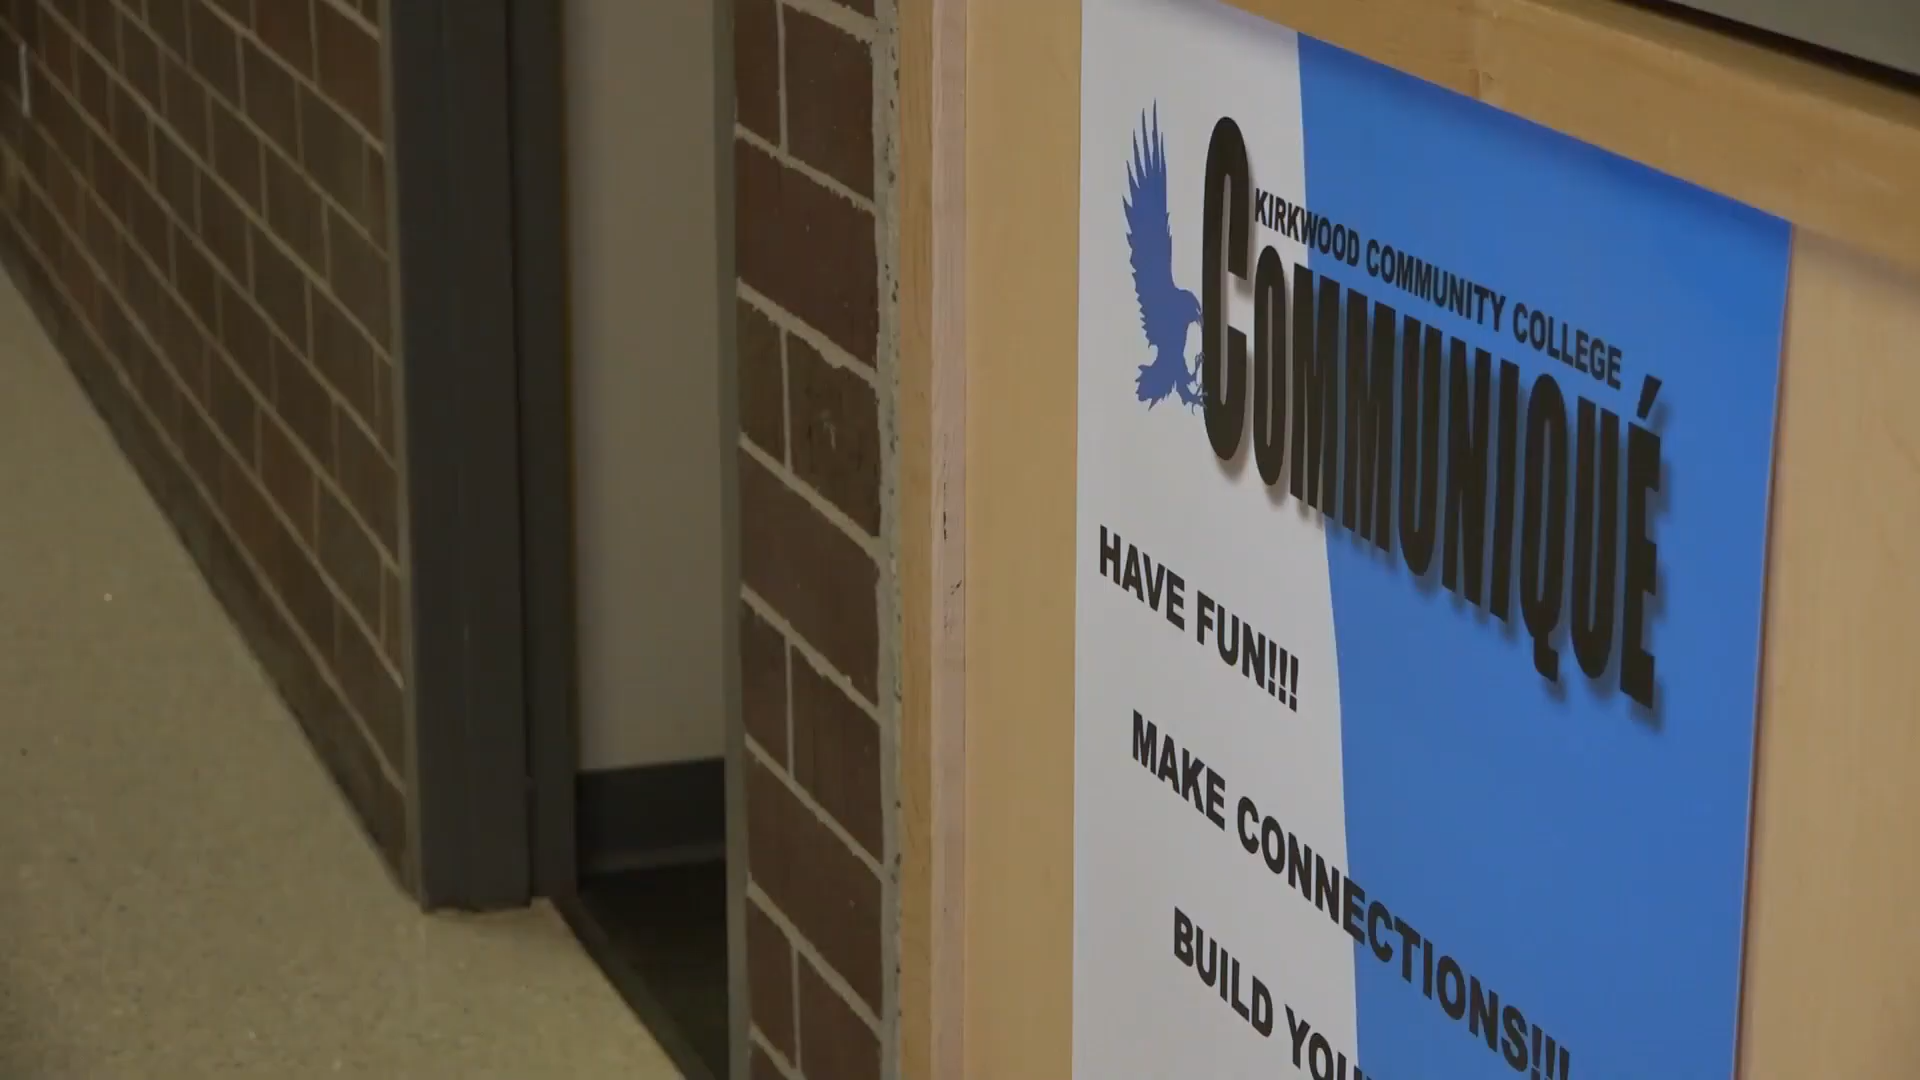 KIRKWOOD COMMUNITY COLLEGE
COMMUNIQUÉ
HAVE FUN!!!
MAKE CONNECTIONS!!!
BUILD